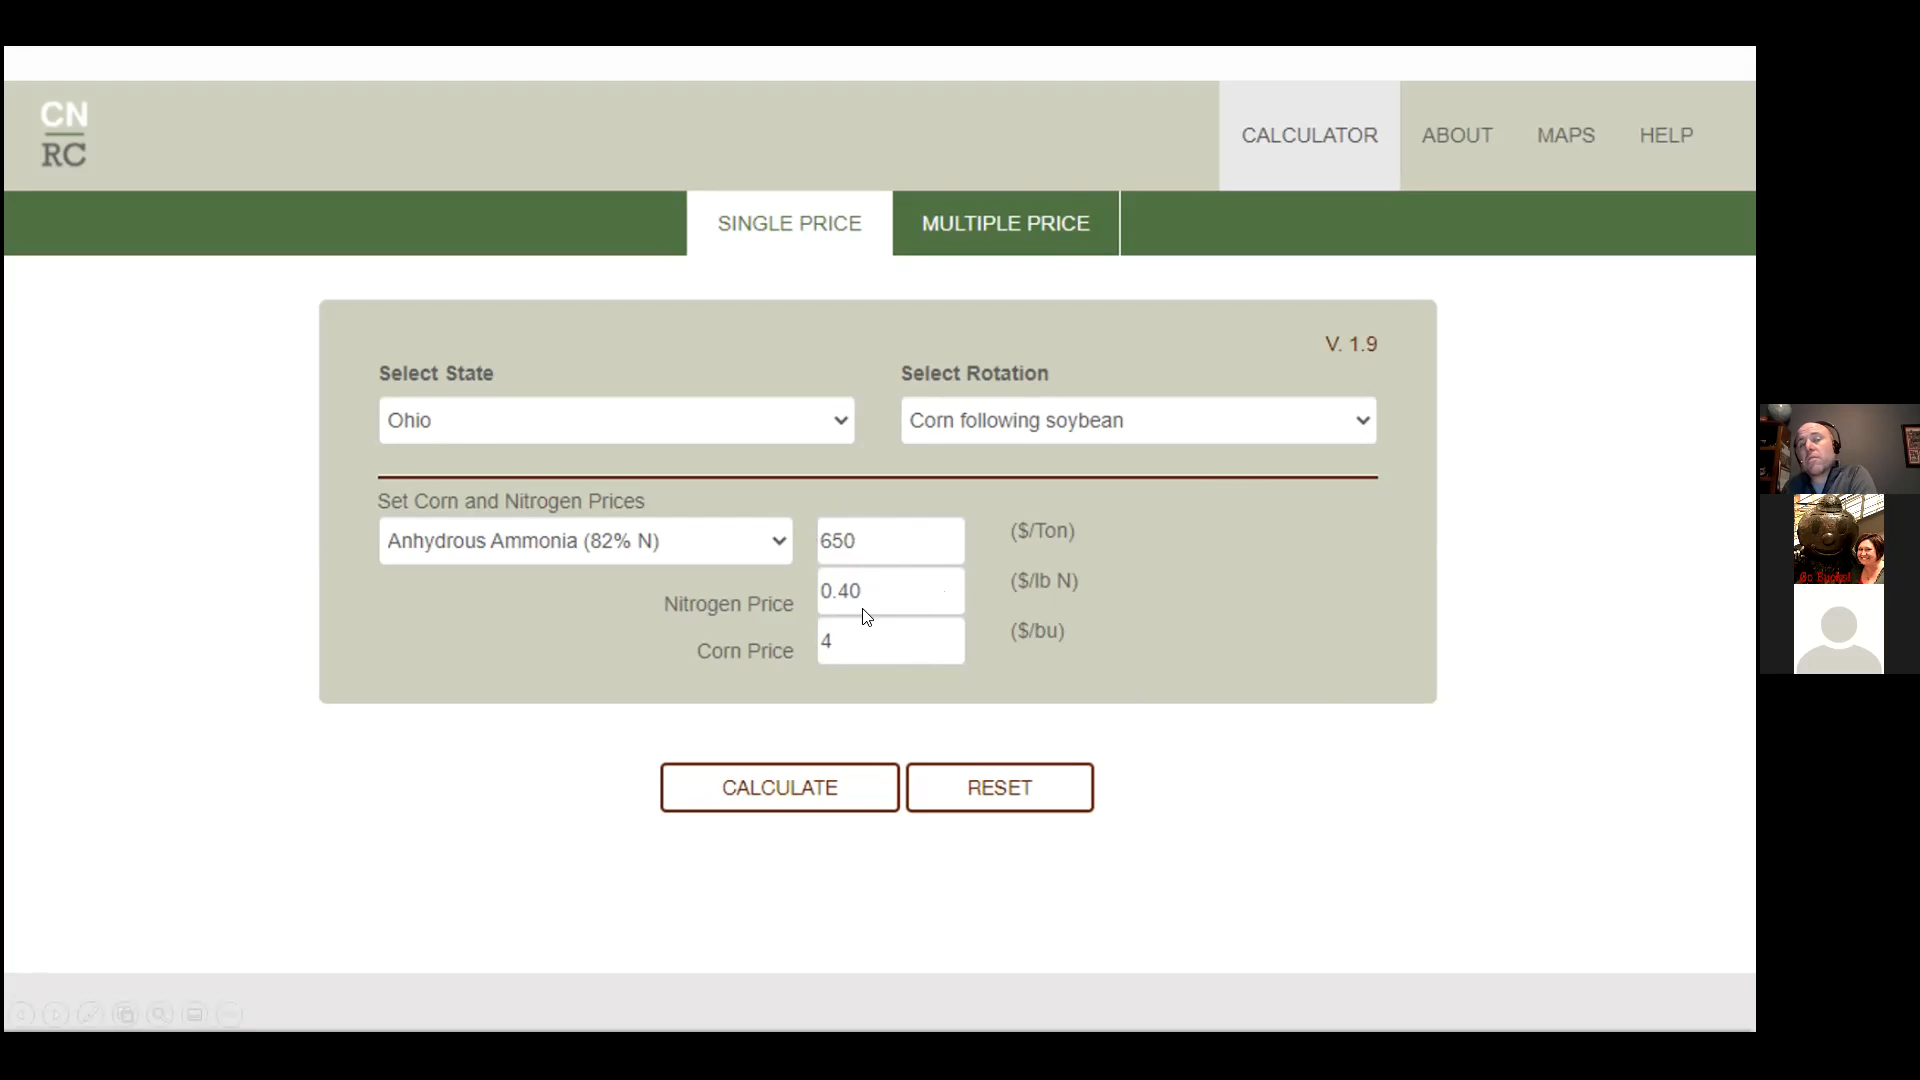 CN
RC
CALCULATOR ABOUT MAPS HELP
SINGLE PRICE MULTIPLE PRICE
V. 1.9
Select State Select Rotation
Ohio Corn following soybean
Set Corn and Nitrogen Prices
Anhydrous Ammonia (82% N) 650 ($/Ton)
Nitrogen Price 0.40 ($/lb N)
Corn Price 4 ($/bu)
CALCULATE RESET
Go Bucks!